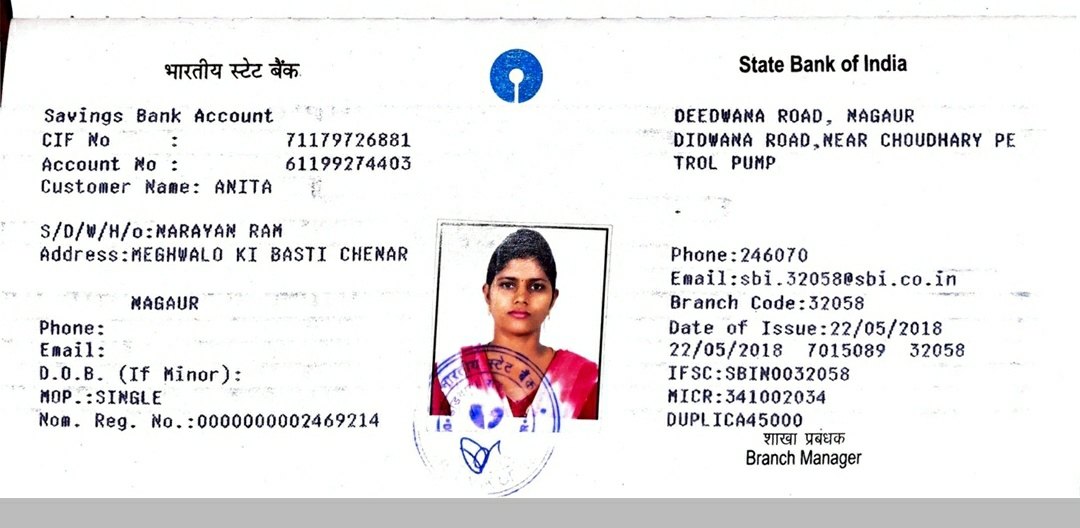 भारतीय स्टेट बैंक
Savings Bank Account
CIF No : 71179726881
Account No : 61199274403
Customer Name: ANITA
S/D/W/H/o:NARAYAN RAM
Address:MEGHWALO KI BASTI CHENAR
NAGAUR
Phone:
Email:
D.O.B. (If Minor):
MOP.:SINGLE
Nom. Reg. No.:0000000002469214
भारतीय स्टेट बैंक
State Bank of India
DEEDWANA ROAD, NAGAUR
DIDWANA ROAD,NEAR CHOUDHARY PE
TROL PUMP
Phone:246070
Email:sbi.32058@sbi.co.in
Branch Code:32058
Date of Issue:22/05/2018
22/05/2018 7015089 32058
IFSC:SBIN0032058
MICR:341002034
DUPLICA45000
शाखा प्रबंधक
Branch Manager